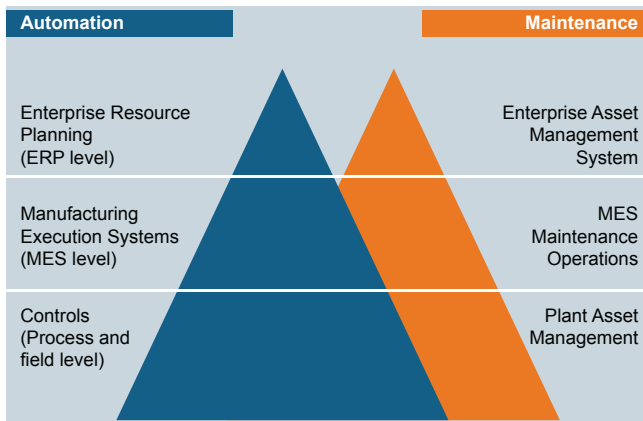 Automation
Maintenance
Enterprise Resource
Planning
(ERP level)
Enterprise Asset
Management
System
Manufacturing
Execution Systems
(MES level)
MES
Maintenance
Operations
Controls
(Process and
field level)
Plant Asset
Management